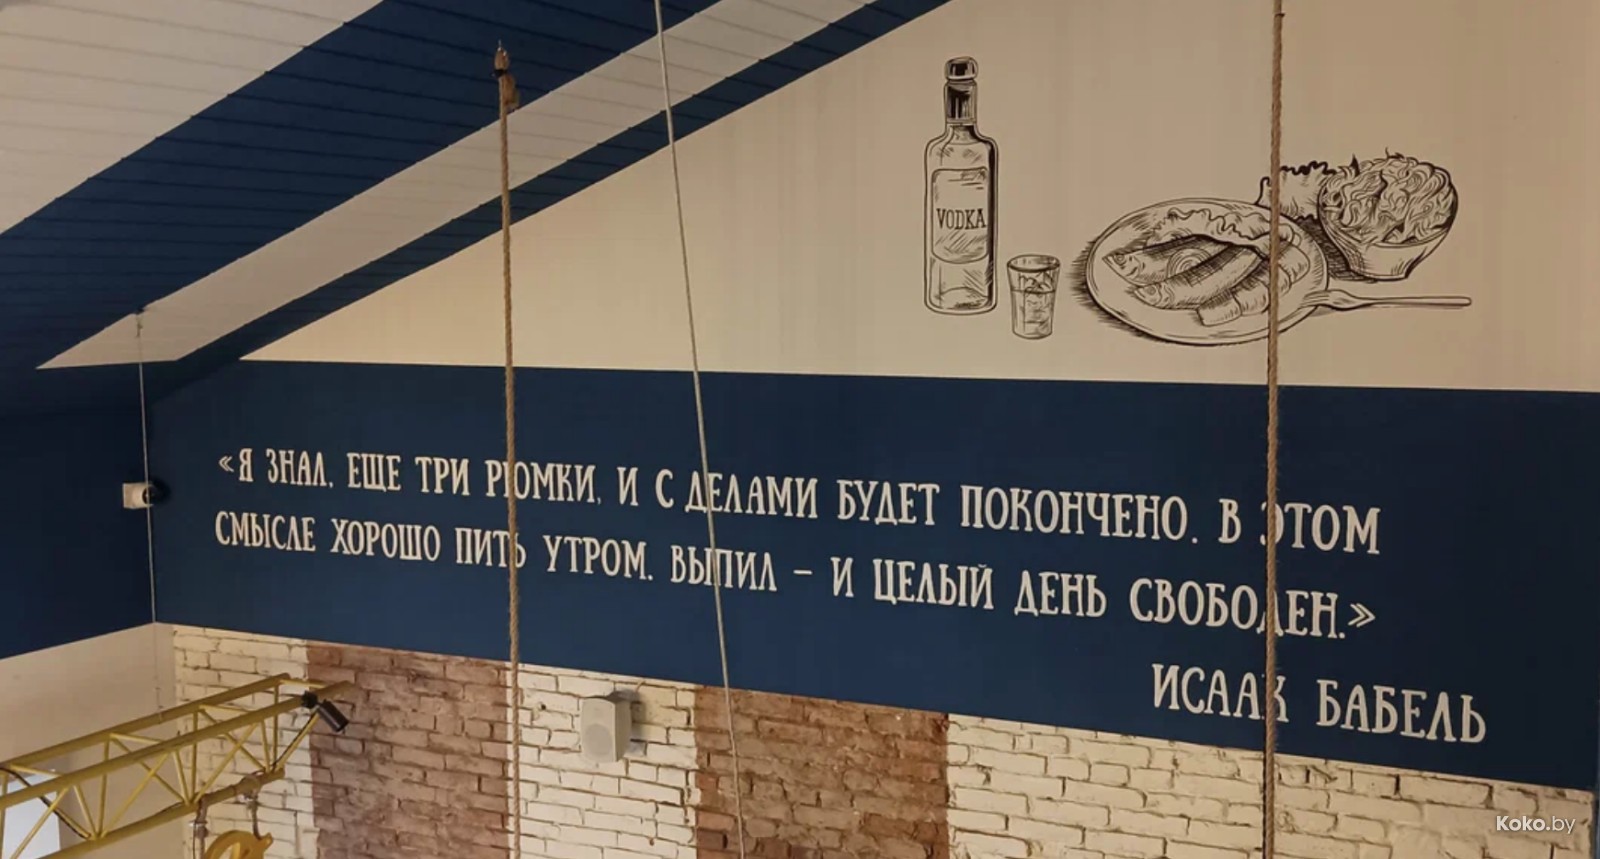 VODKA
«Я ЗНАЛ, ЕЩЕ ТРИ РЮМКИ, И С ДЕЛАМИ БУДЕТ ПОКОНЧЕНО. В ЭТОМ
СМЫСЛЕ ХОРОШО ПИТЬ УТРОМ. ВЫПИЛ – И ЦЕЛЫЙ ДЕНЬ СВОБОДЕН.»
ИСААК БАБЕЛЬ
Koko.by